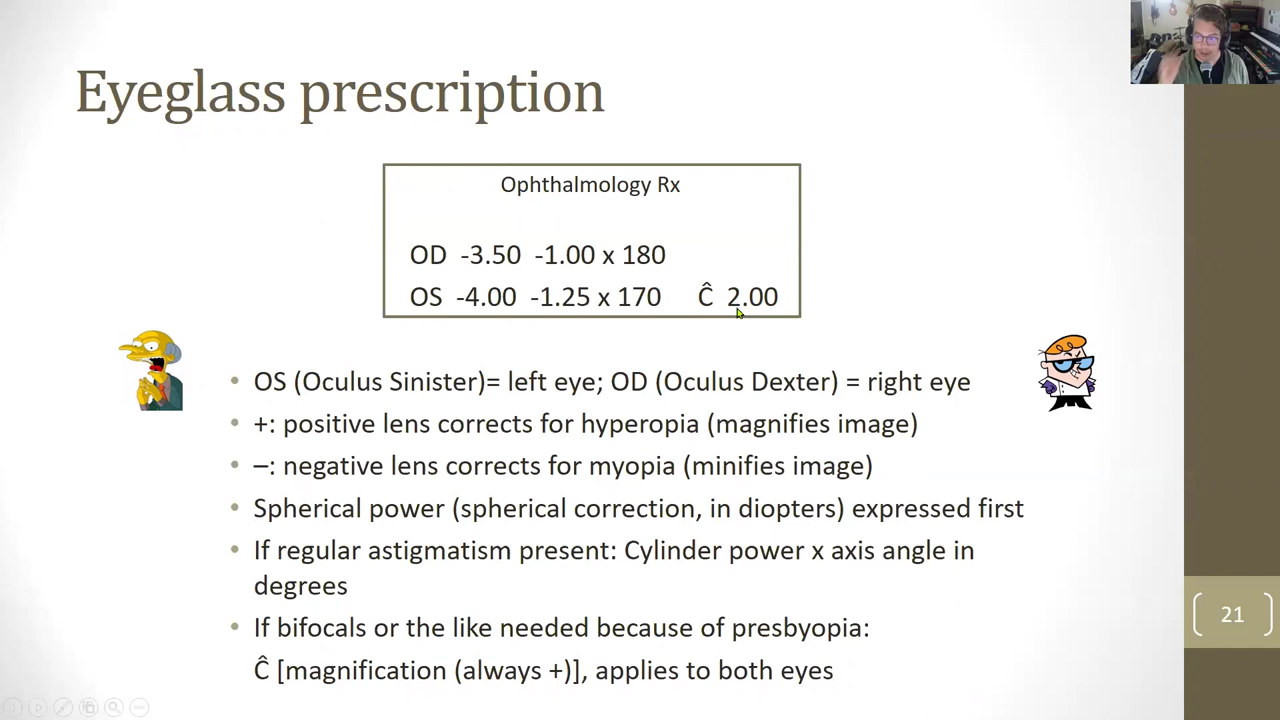 Eyeglass prescription
Ophthalmology Rx
OD -3.50 -1.00 x 180
OS -4.00 -1.25 x 170 Ĉ 2.00
• OS (Oculus Sinister)= left eye; OD (Oculus Dexter) = right eye
• +: positive lens corrects for hyperopia (magnifies image)
• –: negative lens corrects for myopia (minifies image)
• Spherical power (spherical correction, in diopters) expressed first
• If regular astigmatism present: Cylinder power x axis angle in
degrees
• If bifocals or the like needed because of presbyopia:
Ĉ [magnification (always +)], applies to both eyes
21